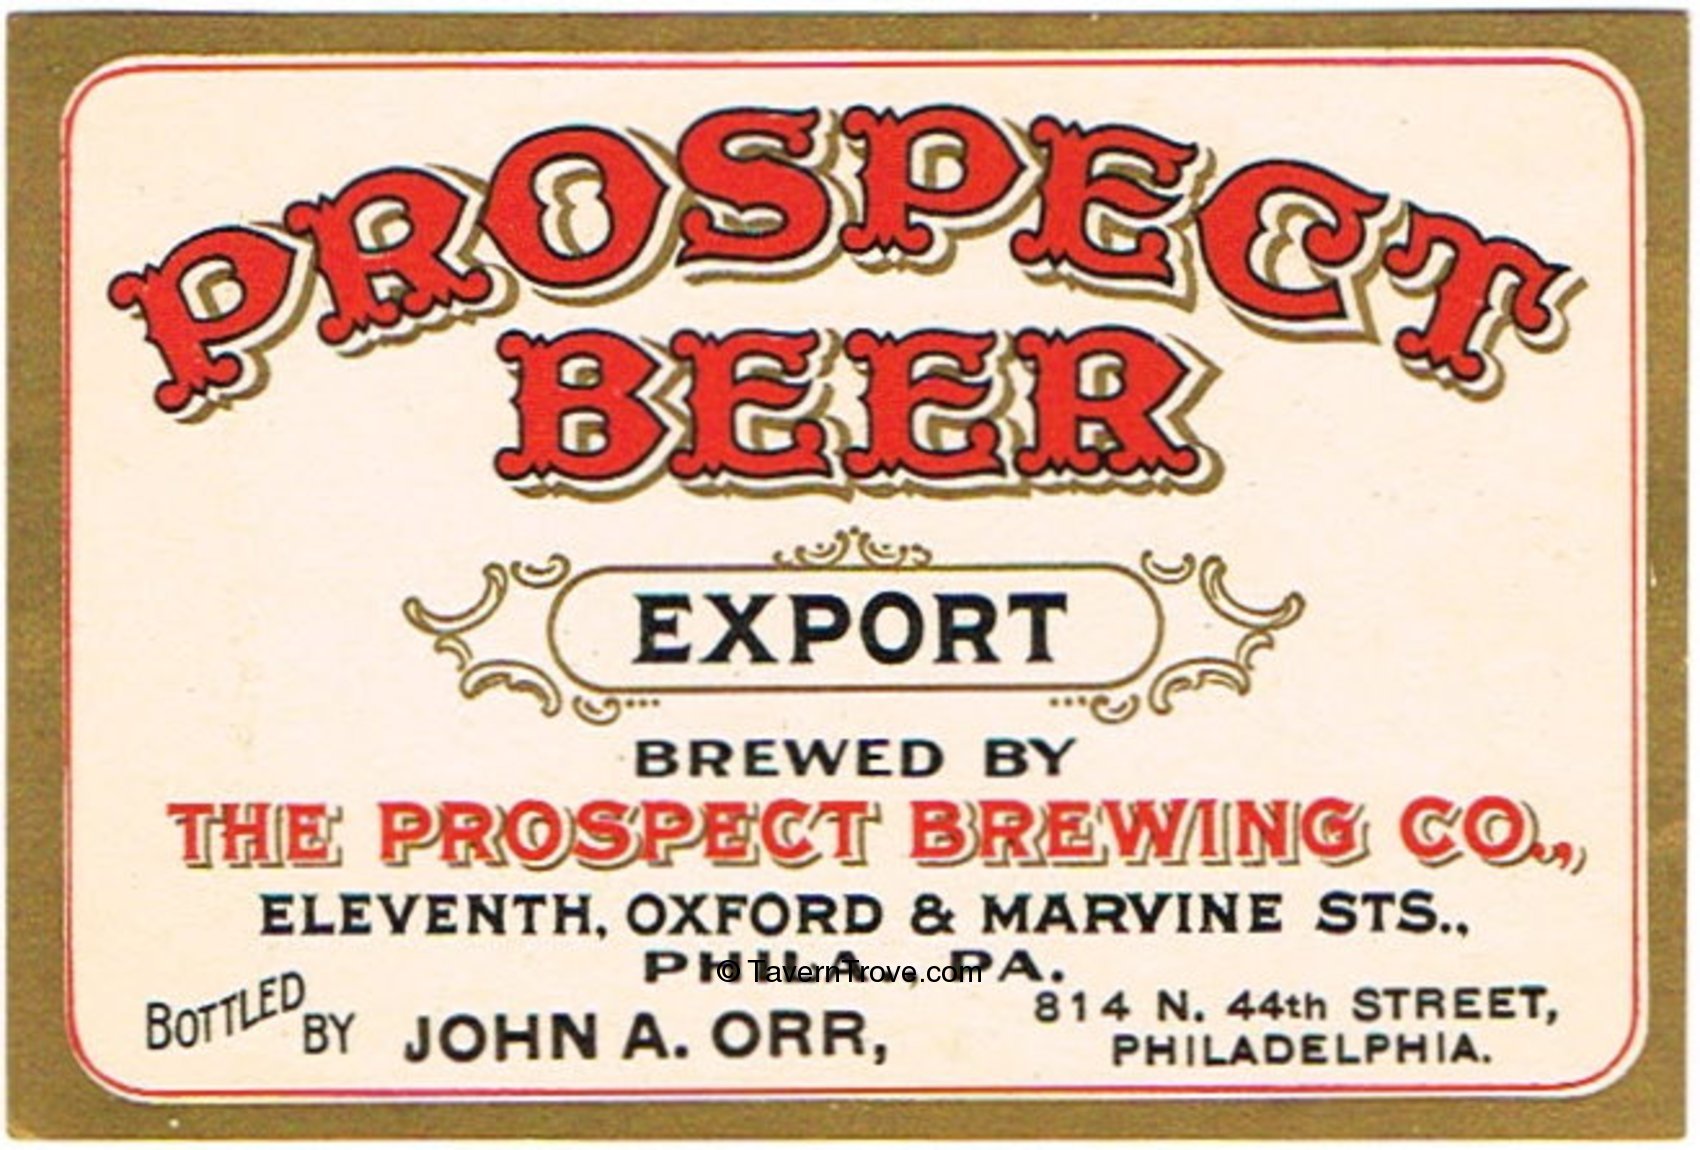 PROSPECT
BEER
EXPORT
BREWED BY
THE PROSPECT BREWING CO.,
ELEVENTH, OXFORD & MARVINE STS.,
PHILA., PA.
© TavernTrove.com
BOTTLED BY JOHN A. ORR,
814 N. 44th STREET,
PHILADELPHIA.